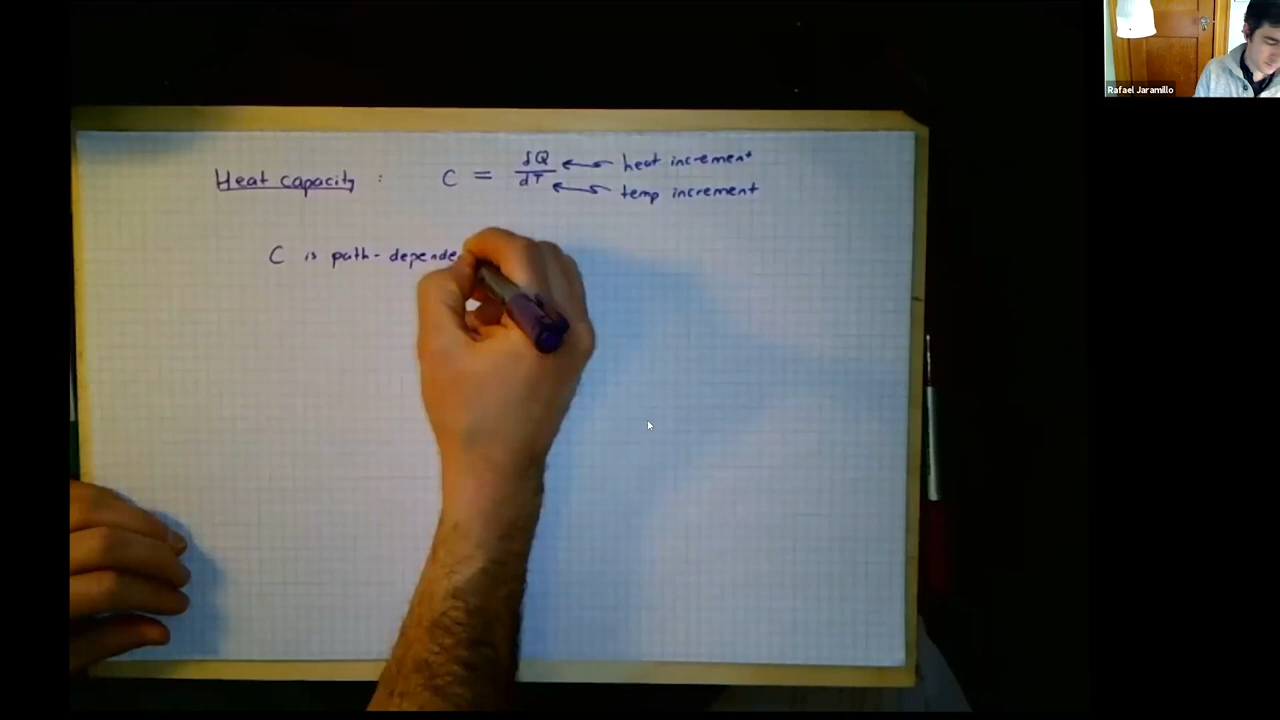 Rafael Jaramillo
Heat capacity : C = đQ/dT
heat increment
temp increment
C is path-depende